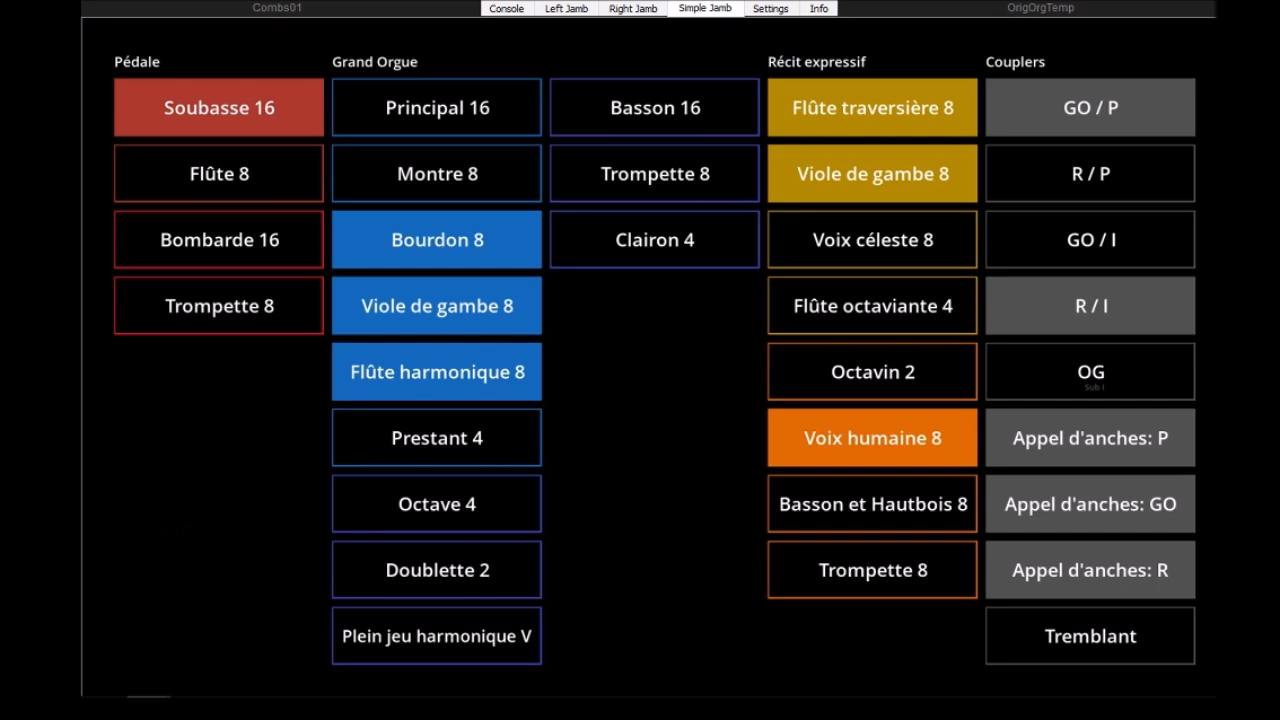 Combs01
Console
Left Jamb
Right Jamb
Simple Jamb
Settings
Info
OrigOrgTemp
Pédale
Grand Orgue
Récit expressif
Couplers
Soubasse 16
Principal 16
Basson 16
Flûte traversière 8
GO / P
Flûte 8
Montre 8
Trompette 8
Viole de gambe 8
R / P
Bombarde 16
Bourdon 8
Clairon 4
Voix céleste 8
GO / I
Trompette 8
Viole de gambe 8
Flûte octaviante 4
R / I
Flûte harmonique 8
Octavin 2
OG
Sub I
Prestant 4
Voix humaine 8
Appel d'anches: P
Octave 4
Basson et Hautbois 8
Appel d'anches: GO
Doublette 2
Trompette 8
Appel d'anches: R
Plein jeu harmonique V
Tremblant